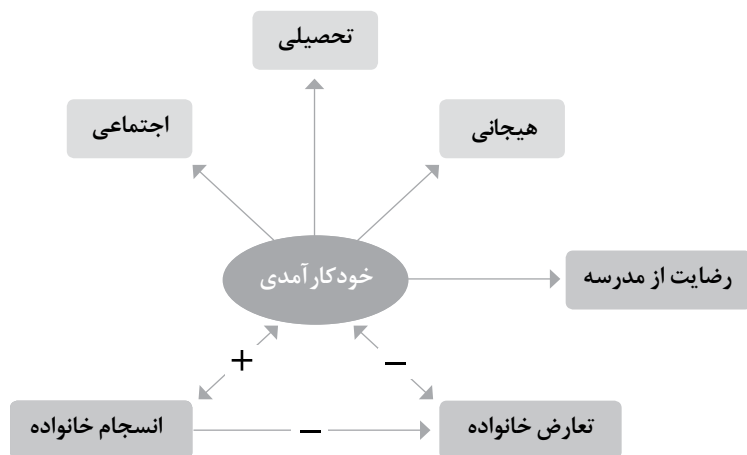 تحصیلی
هیجانی
اجتماعی
خودکارآمدی
رضایت از مدرسه
+
–
تعارض خانواده
–
انسجام خانواده